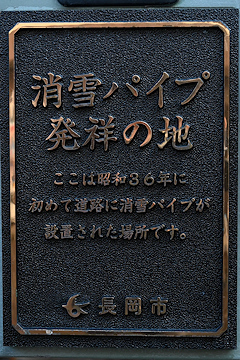 消雪パイプ
発祥の地
ここは昭和36年に
初めて道路に消雪パイプが
設置された場所です。
長岡市